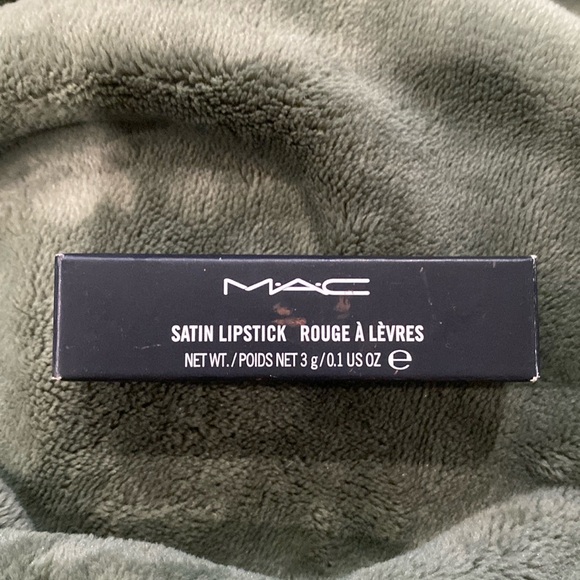 M·A·C
SATIN LIPSTICK ROUGE À LÈVRES
NET WT./POIDS NET 3 g/0.1 US OZ ℮